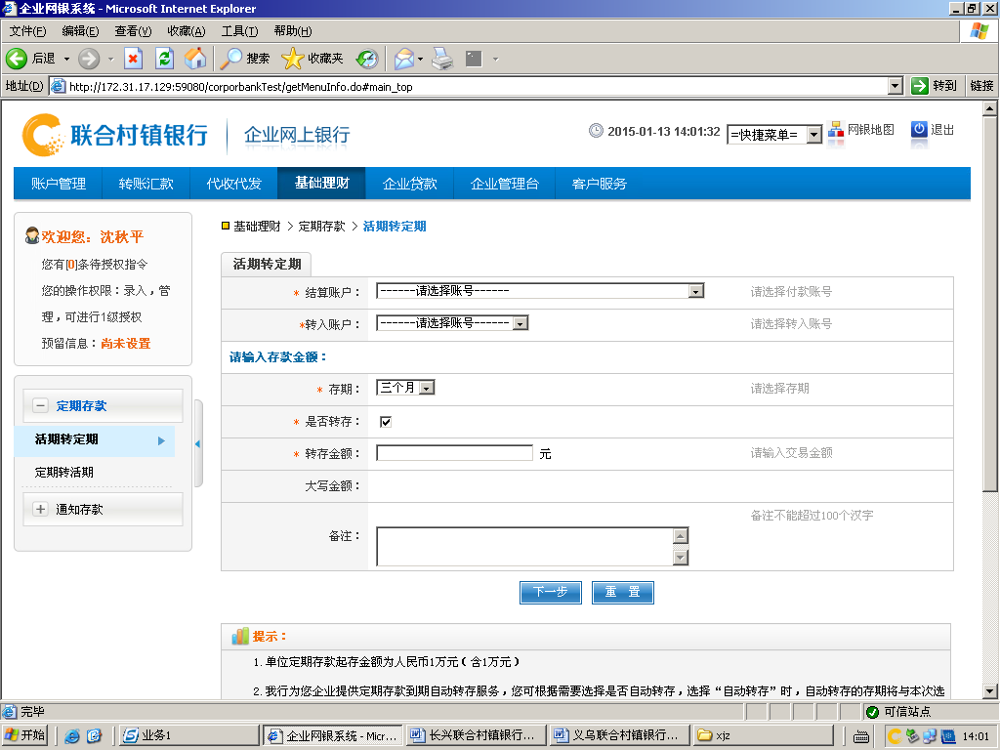 企业网银系统 - Microsoft Internet Explorer
文件(F) 编辑(E) 查看(V) 收藏(A) 工具(T) 帮助(H)
后退 搜索 收藏夹
地址(D) http://172.31.17.129:59080/corporbankTest/getMenuInfo.do#main_top 转到 链接
联合村镇银行 企业网上银行 2015-01-13 14:01:32 =快捷菜单= 网银地图 退出
账户管理 转账汇款 代收代发 基础理财 企业贷款 企业管理台 客户服务
欢迎您：沈秋平
您有[0]条待授权指令
您的操作权限：录入，管
理，可进行1级授权
预留信息：尚未设置
定期存款
活期转定期
定期转活期
通知存款
基础理财 > 定期存款 > 活期转定期
活期转定期
* 结算账户： ------请选择账号------ 请选择付款账号
*转入账户： ------请选择账号------ 请选择转入账号
请输入存款金额：
* 存期： 三个月 请选择存期
* 是否转存：
* 转存金额： 元 请输入交易金额
大写金额：
备注不能超过100个汉字
备注：
下一步 重 置
提示：
1. 单位定期存款起存金额为人民币1万元（含1万元）
2. 我行为您企业提供定期存款到期自动转存服务，您可根据需要选择是否自动转存，选择“自动转存”时，自动转存的存期将与本次选
完毕 可信站点
开始 业务1 企业网银系统 - Micr... 长兴联合村镇银行... 义乌联合村镇银行... xjz 14:01